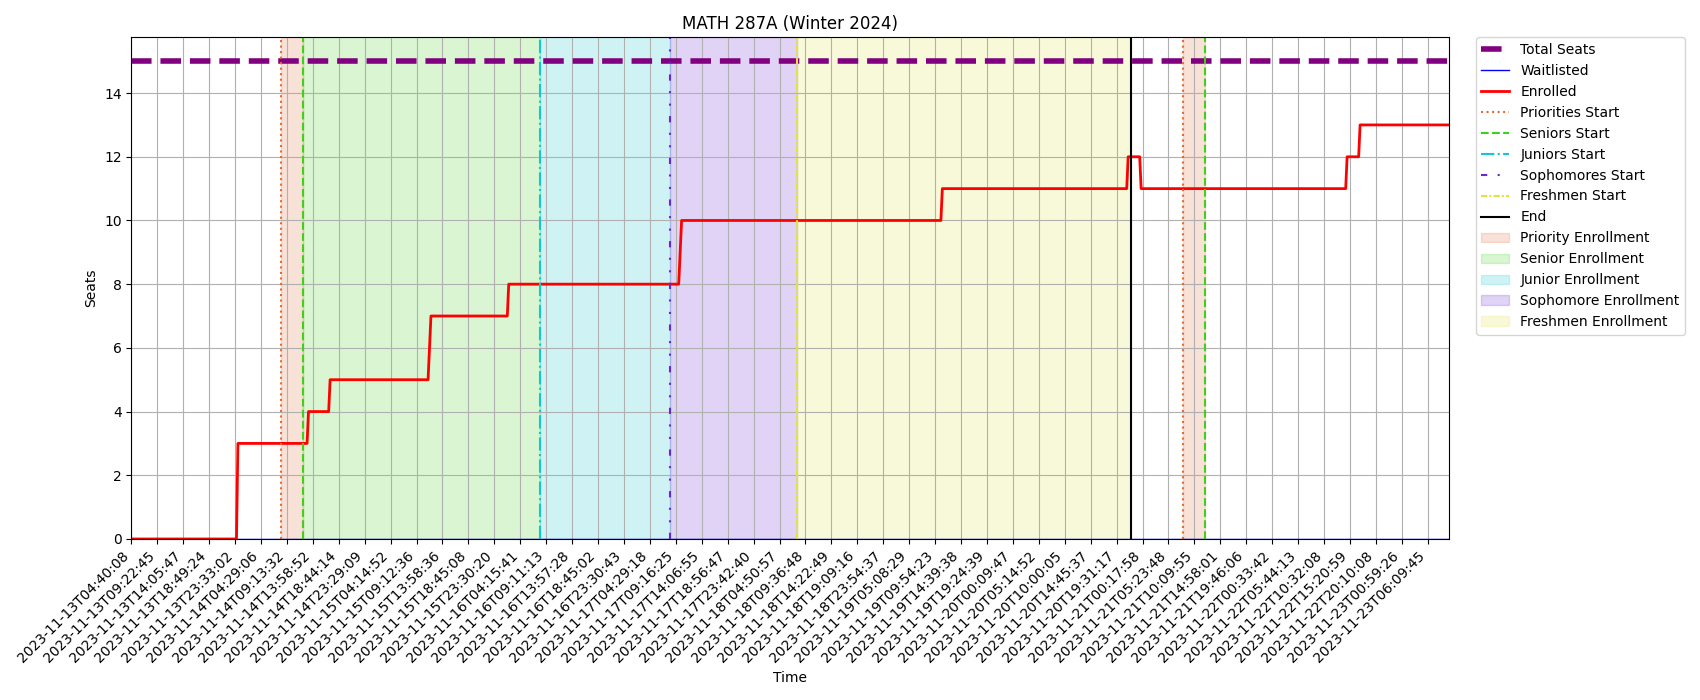 MATH 287A (Winter 2024)
Seats
14
12
10
8
6
4
2
0
2023-11-13T04:40:08
2023-11-13T09:22:45
2023-11-13T14:05:47
2023-11-13T18:49:24
2023-11-13T23:33:02
2023-11-14T04:29:06
2023-11-14T09:13:32
2023-11-14T13:58:52
2023-11-14T18:44:14
2023-11-14T23:29:09
2023-11-15T04:14:52
2023-11-15T09:12:36
2023-11-15T13:58:36
2023-11-15T18:45:08
2023-11-15T23:30:20
2023-11-16T04:15:41
2023-11-16T09:11:13
2023-11-16T13:57:28
2023-11-16T18:45:02
2023-11-16T23:30:43
2023-11-17T04:29:18
2023-11-17T09:16:25
2023-11-17T14:06:55
2023-11-17T18:56:47
2023-11-17T23:42:40
2023-11-18T04:50:57
2023-11-18T09:36:48
2023-11-18T14:22:49
2023-11-18T19:09:16
2023-11-18T23:54:37
2023-11-19T05:08:29
2023-11-19T09:54:23
2023-11-19T14:39:38
2023-11-19T19:24:39
2023-11-20T00:09:47
2023-11-20T05:14:52
2023-11-20T10:00:05
2023-11-20T14:45:37
2023-11-20T19:31:17
2023-11-21T00:17:58
2023-11-21T05:23:48
2023-11-21T10:09:55
2023-11-21T14:58:01
2023-11-21T19:46:06
2023-11-22T00:33:42
2023-11-22T05:44:13
2023-11-22T10:32:08
2023-11-22T15:20:59
2023-11-22T20:10:08
2023-11-23T00:59:26
2023-11-23T06:09:45
Time
Total Seats
Waitlisted
Enrolled
Priorities Start
Seniors Start
Juniors Start
Sophomores Start
Freshmen Start
End
Priority Enrollment
Senior Enrollment
Junior Enrollment
Sophomore Enrollment
Freshmen Enrollment